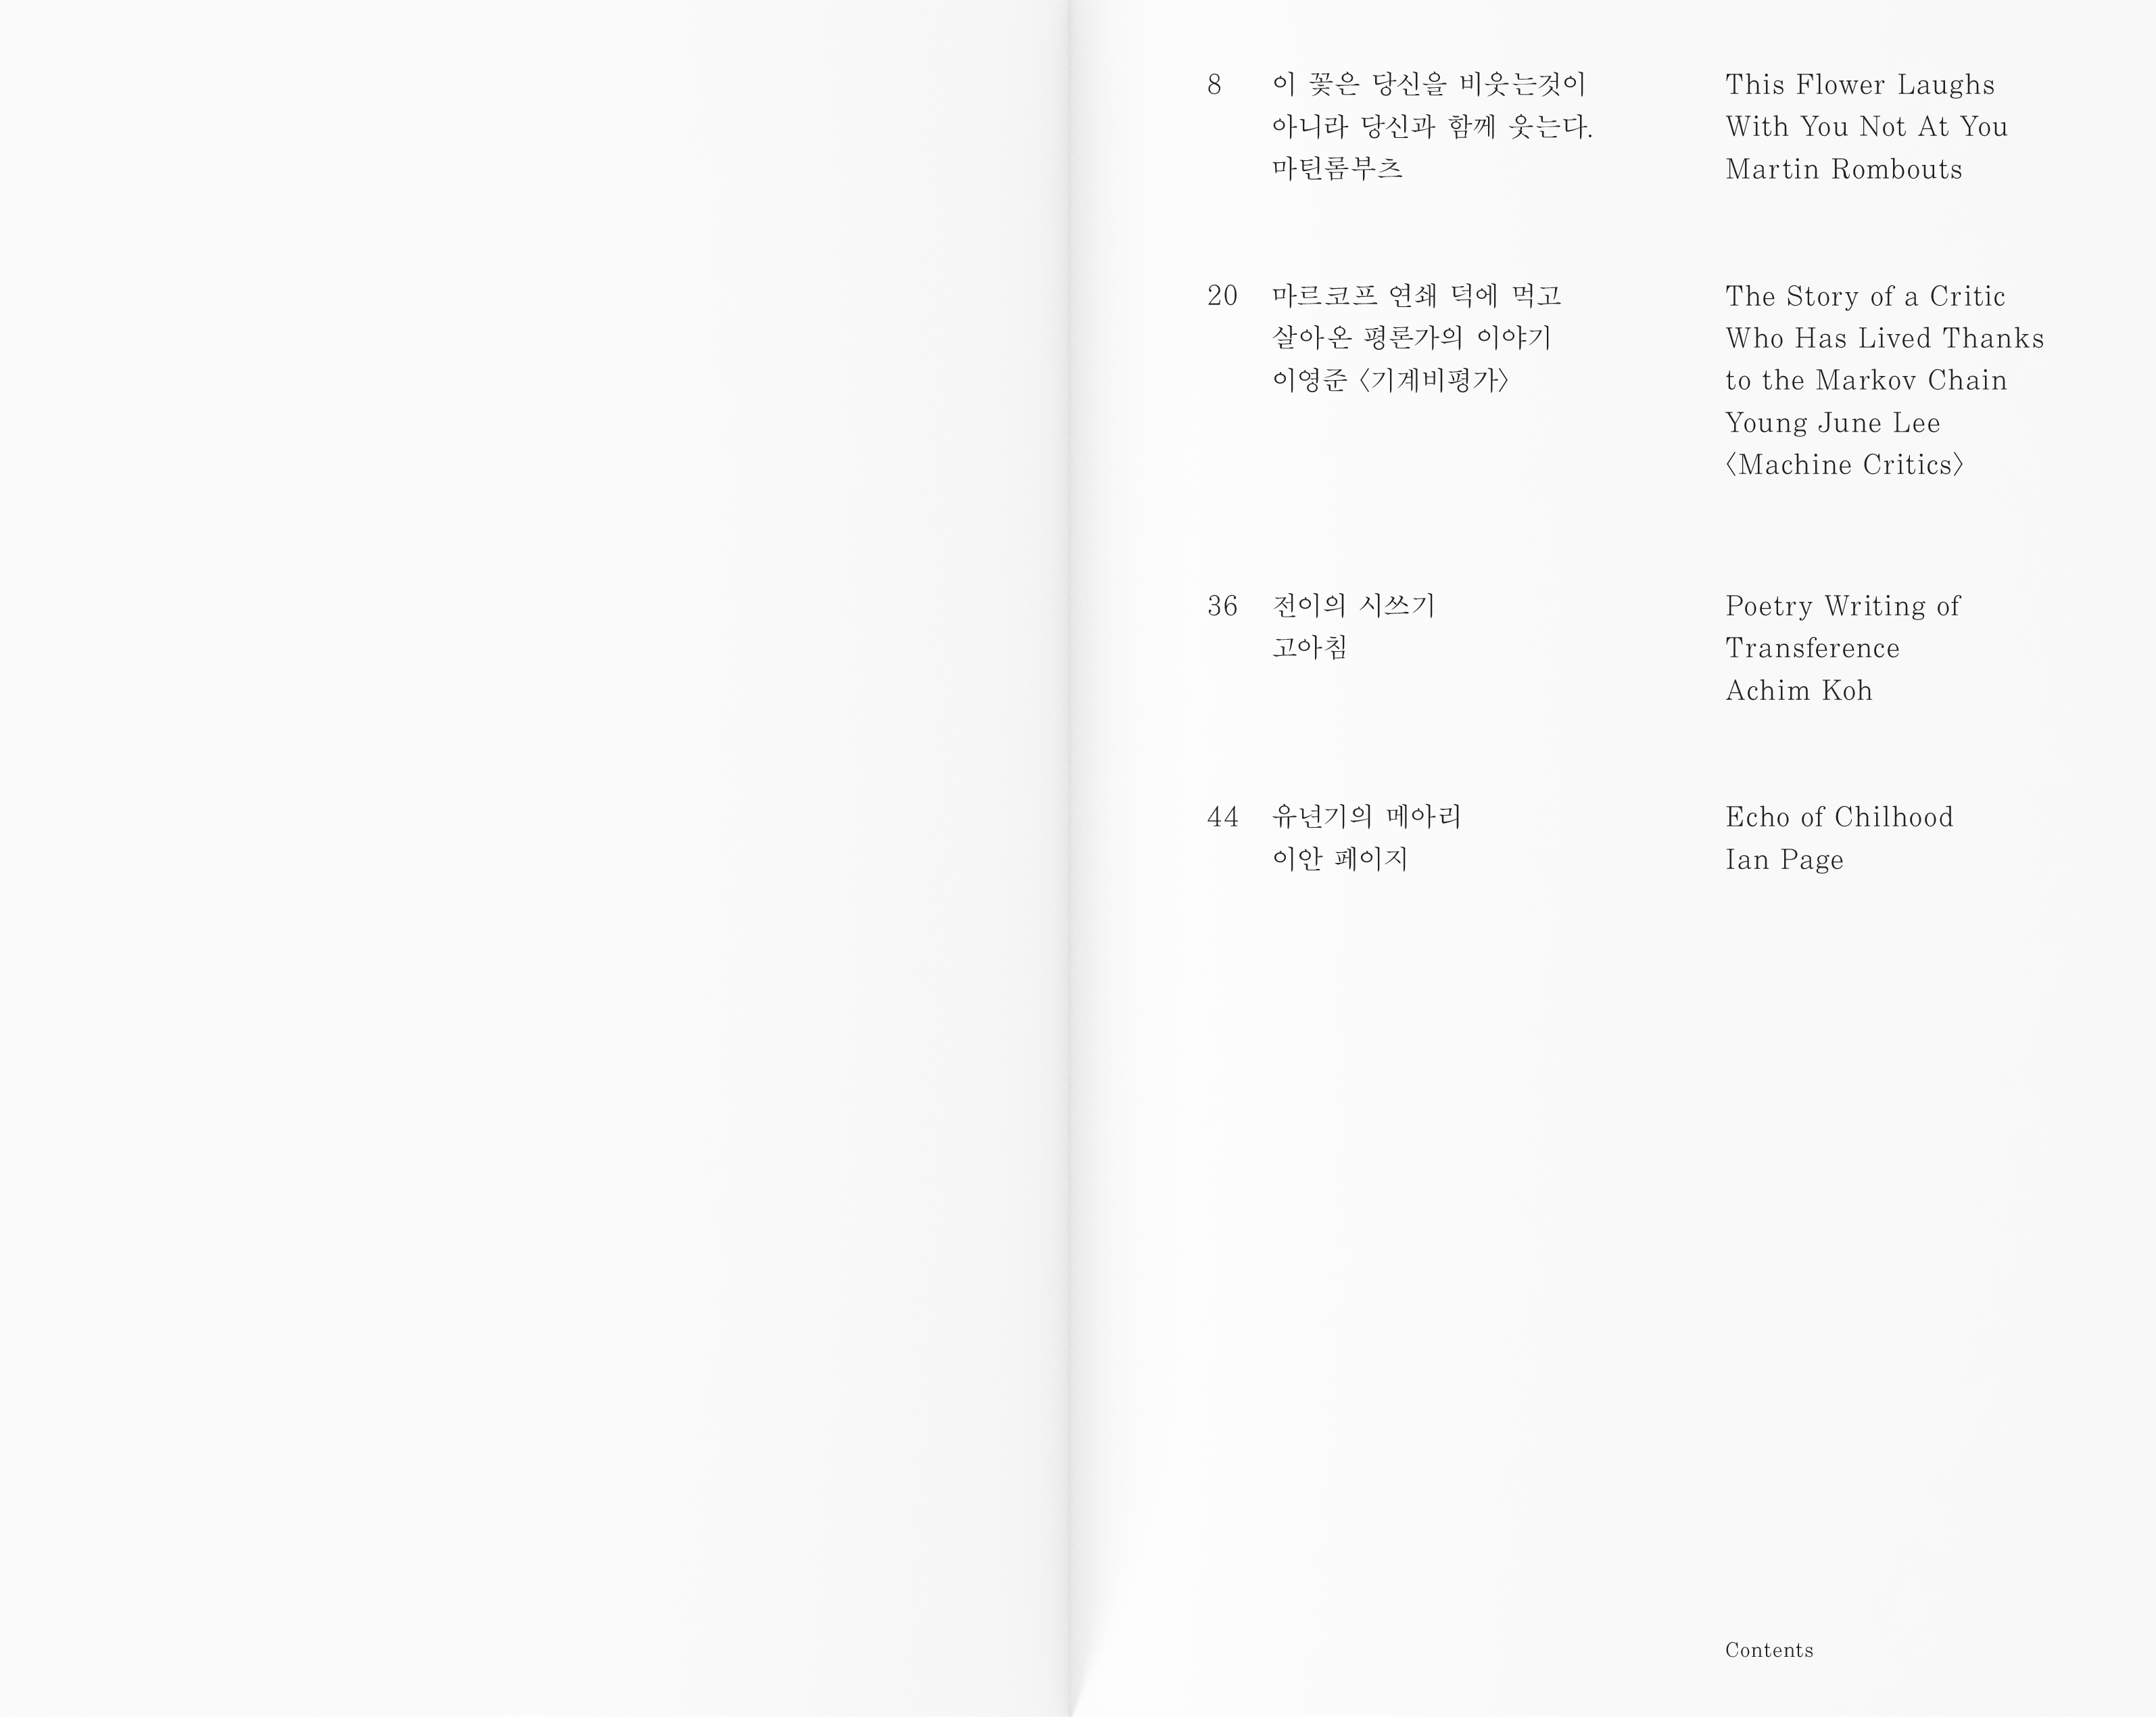 8 이 꽃은 당신을 비웃는것이
아니라 당신과 함께 웃는다.
마틴롬부츠
This Flower Laughs
With You Not At You
Martin Rombouts
20 마르코프 연쇄 덕에 먹고
살아온 평론가의 이야기
이영준 〈기계비평가〉
The Story of a Critic
Who Has Lived Thanks
to the Markov Chain
Young June Lee
〈Machine Critics〉
36 전이의 시쓰기
고아침
Poetry Writing of
Transference
Achim Koh
44 유년기의 메아리
이안 페이지
Echo of Chilhood
Ian Page
Contents